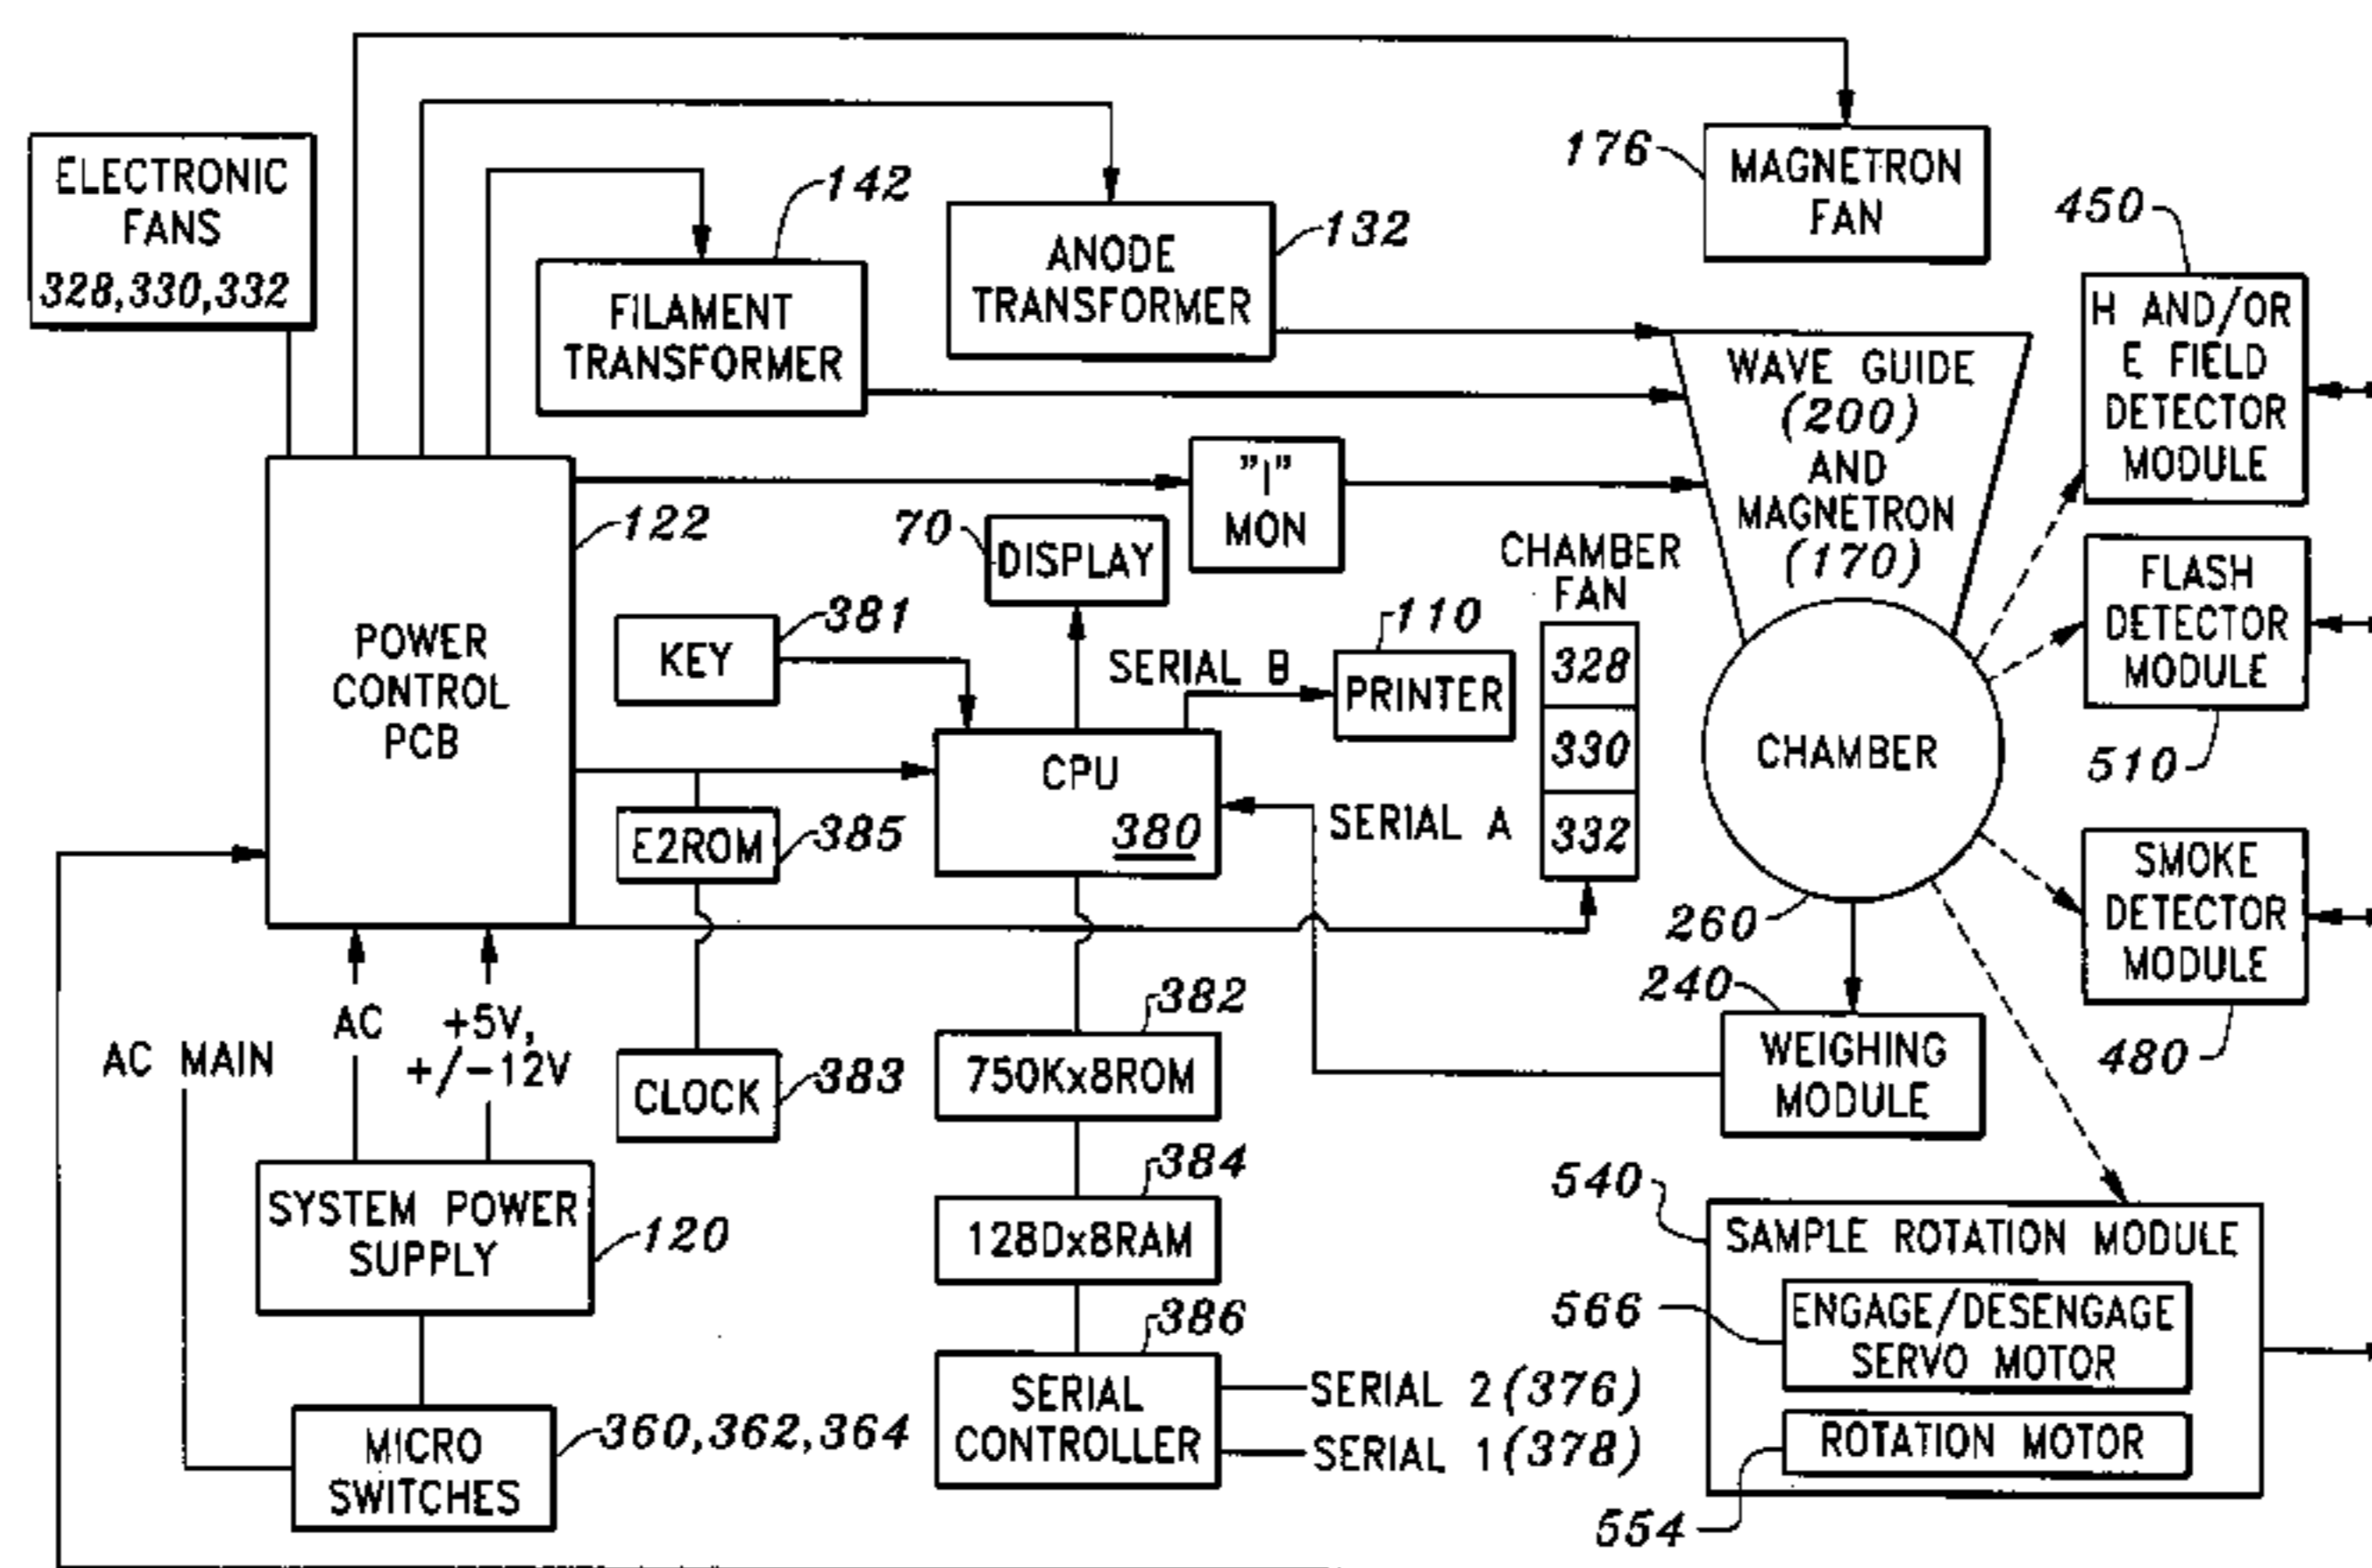 ELECTRONIC
FANS
328,330,332
142
FILAMENT
TRANSFORMER
132
ANODE
TRANSFORMER
176
MAGNETRON
FAN
450
H AND/OR
E FIELD
DETECTOR
MODULE
WAVE GUIDE
(200)
AND
MAGNETRON
(170)
122
POWER
CONTROL
PCB
"I"
MON
70
DISPLAY
381
KEY
SERIAL B
110
PRINTER
CHAMBER
FAN
328
330
332
FLASH
DETECTOR
MODULE
510
CHAMBER
260
CPU
380
SERIAL A
E2ROM
385
SMOKE
DETECTOR
MODULE
480
AC MAIN
AC
+5V,
+/-12V
CLOCK
383
382
750Kx8ROM
240
WEIGHING
MODULE
SYSTEM POWER
SUPPLY
120
384
128Dx8RAM
540
SAMPLE ROTATION MODULE
566
ENGAGE/DESENGAGE
SERVO MOTOR
ROTATION MOTOR
554
386
SERIAL
CONTROLLER
SERIAL 2 (376)
SERIAL 1 (378)
MICRO
SWITCHES
360,362,364